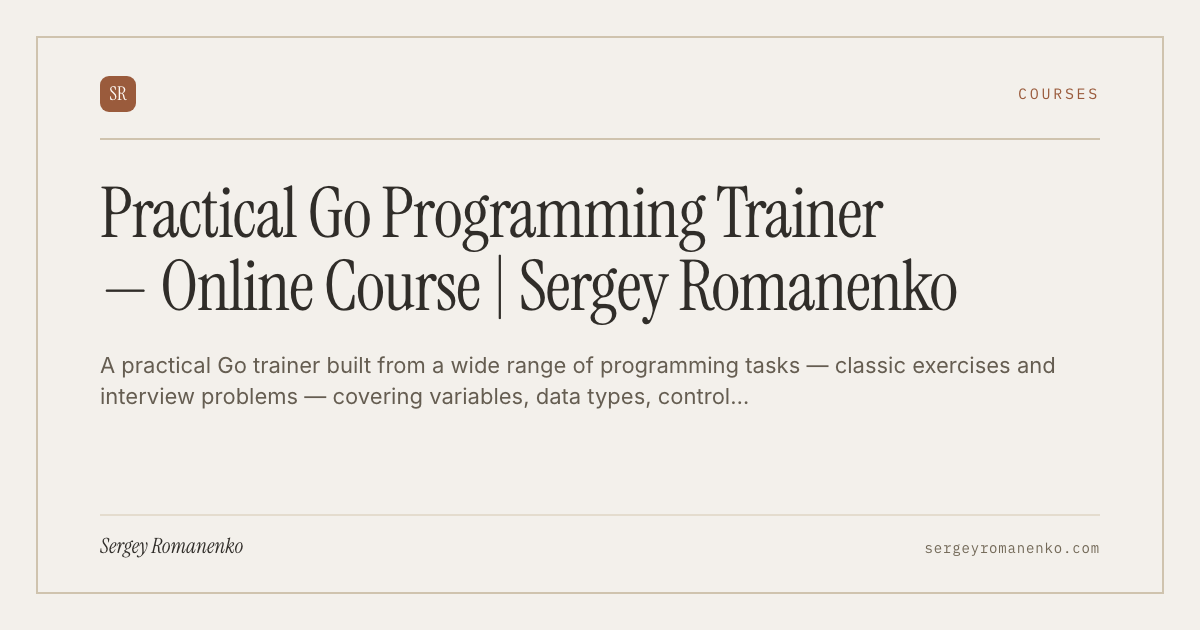 SR
COURSES
Practical Go Programming Trainer
— Online Course | Sergey Romanenko
A practical Go trainer built from a wide range of programming tasks — classic exercises and
interview problems — covering variables, data types, control...
Sergey Romanenko
sergeyromanenko.com